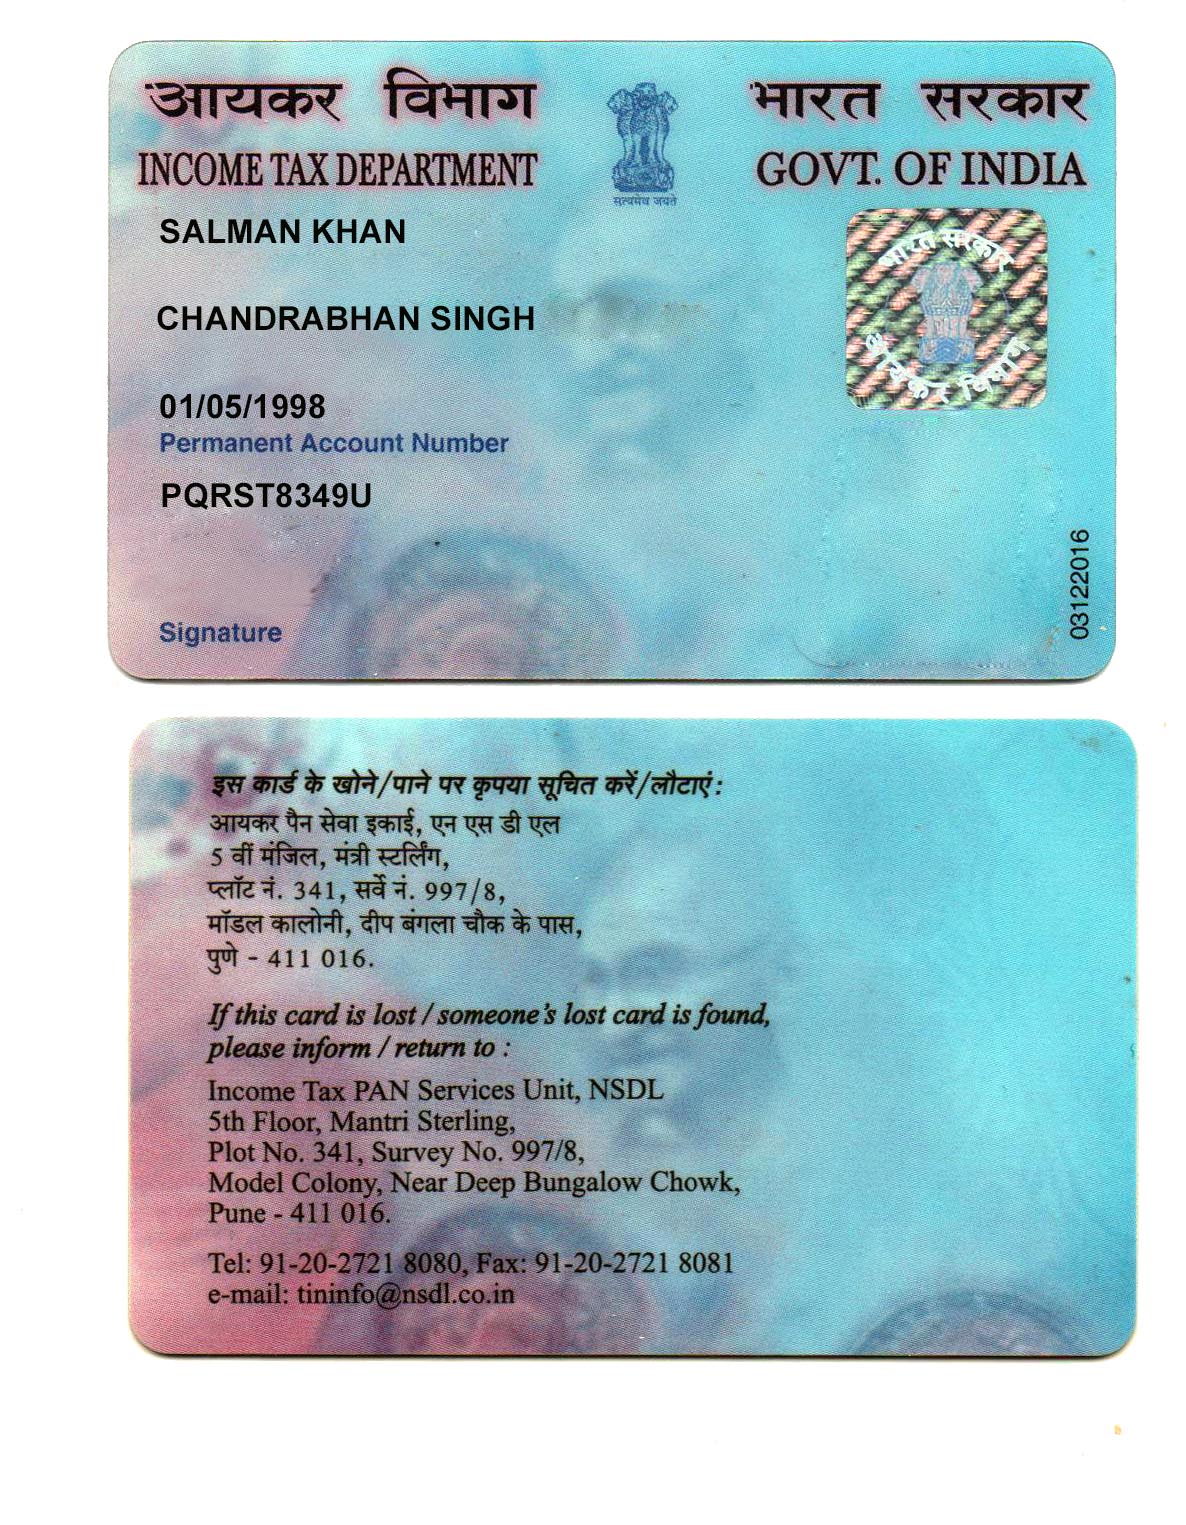 आयकर विभाग
INCOME TAX DEPARTMENT
सत्यमेव जयते
भारत सरकार
GOVT. OF INDIA
SALMAN KHAN
CHANDRABHAN SINGH
01/05/1998
Permanent Account Number
PQRST8349U
Signature
भारत सरकार
आयकर विभाग
03122016
इस कार्ड के खोने/पाने पर कृपया सूचित करें/लौटाएं:
आयकर पैन सेवा इकाई, एन एस डी एल
5 वीं मंजिल, मंत्री स्टर्लिंग,
प्लॉट नं. 341, सर्वे नं. 997/8,
मॉडल कालोनी, दीप बंगला चौक के पास,
पुणे - 411 016.
If this card is lost / someone's lost card is found,
please inform / return to :
Income Tax PAN Services Unit, NSDL
5th Floor, Mantri Sterling,
Plot No. 341, Survey No. 997/8,
Model Colony, Near Deep Bungalow Chowk,
Pune - 411 016.
Tel: 91-20-2721 8080, Fax: 91-20-2721 8081
e-mail: tininfo@nsdl.co.in